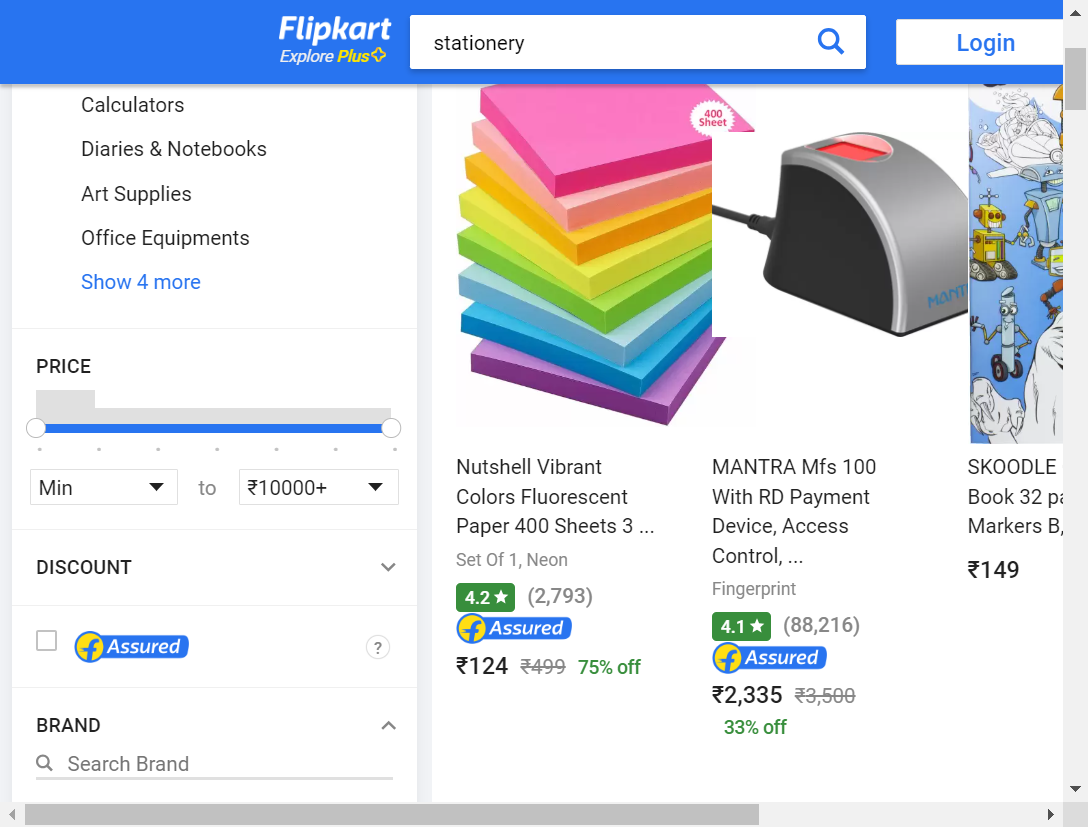 Flipkart
Explore Plus
stationery
Login
Calculators
Diaries & Notebooks
Art Supplies
Office Equipments
Show 4 more
PRICE
Min
to
₹10000+
DISCOUNT
Assured
?
BRAND
Search Brand
400
Sheet
Nutshell Vibrant
Colors Fluorescent
Paper 400 Sheets 3 ...
Set Of 1, Neon
4.2★ (2,793)
Assured
₹124 ₹499 75% off
MANTRA Mfs 100
With RD Payment
Device, Access
Control, ...
Fingerprint
4.1★ (88,216)
Assured
₹2,335 ₹3,500
33% off
SKOODLE
Book 32 pa
Markers B,
₹149